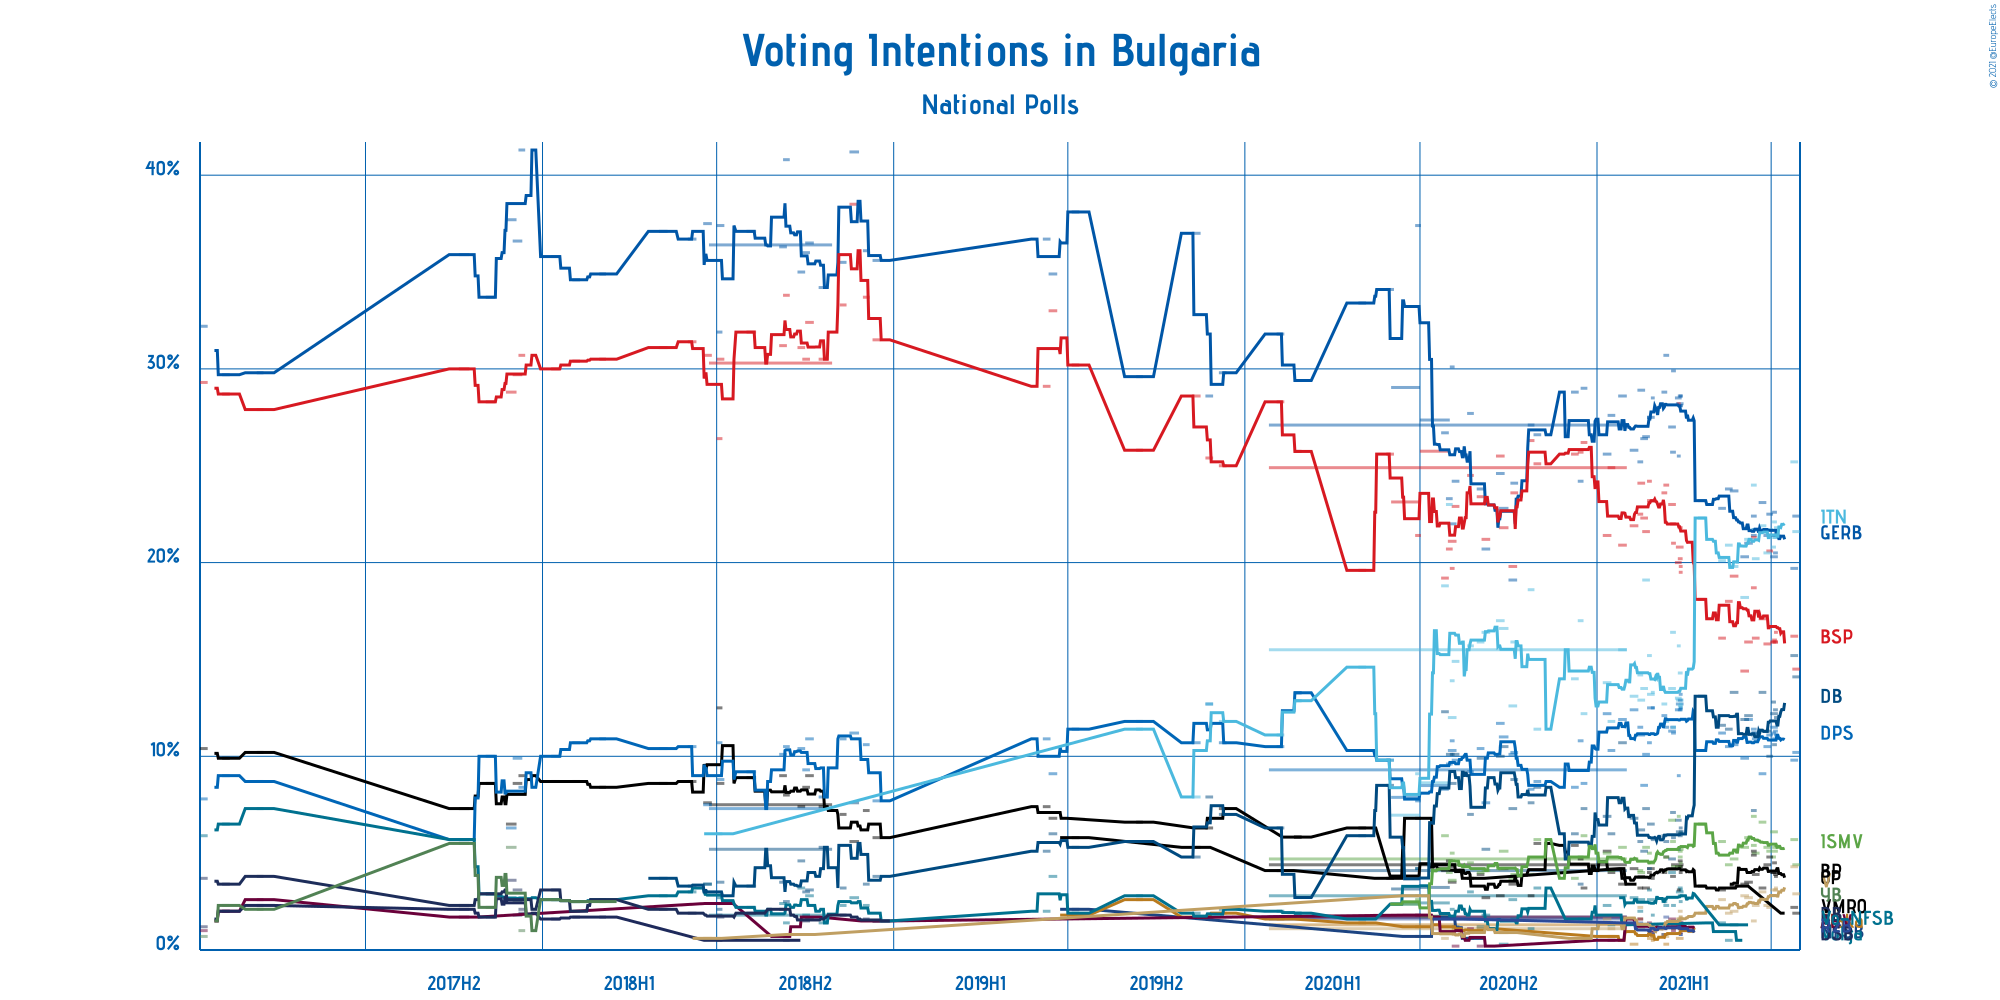 Voting Intentions in Bulgaria
National Polls
© 2021 @EuropeElects
40%
30%
20%
10%
0%
ITN
GERB
BSP
DB
DPS
ISMV
BP
VMRO
NFSB
2017H2
2018H1
2018H2
2019H1
2019H2
2020H1
2020H2
2021H1